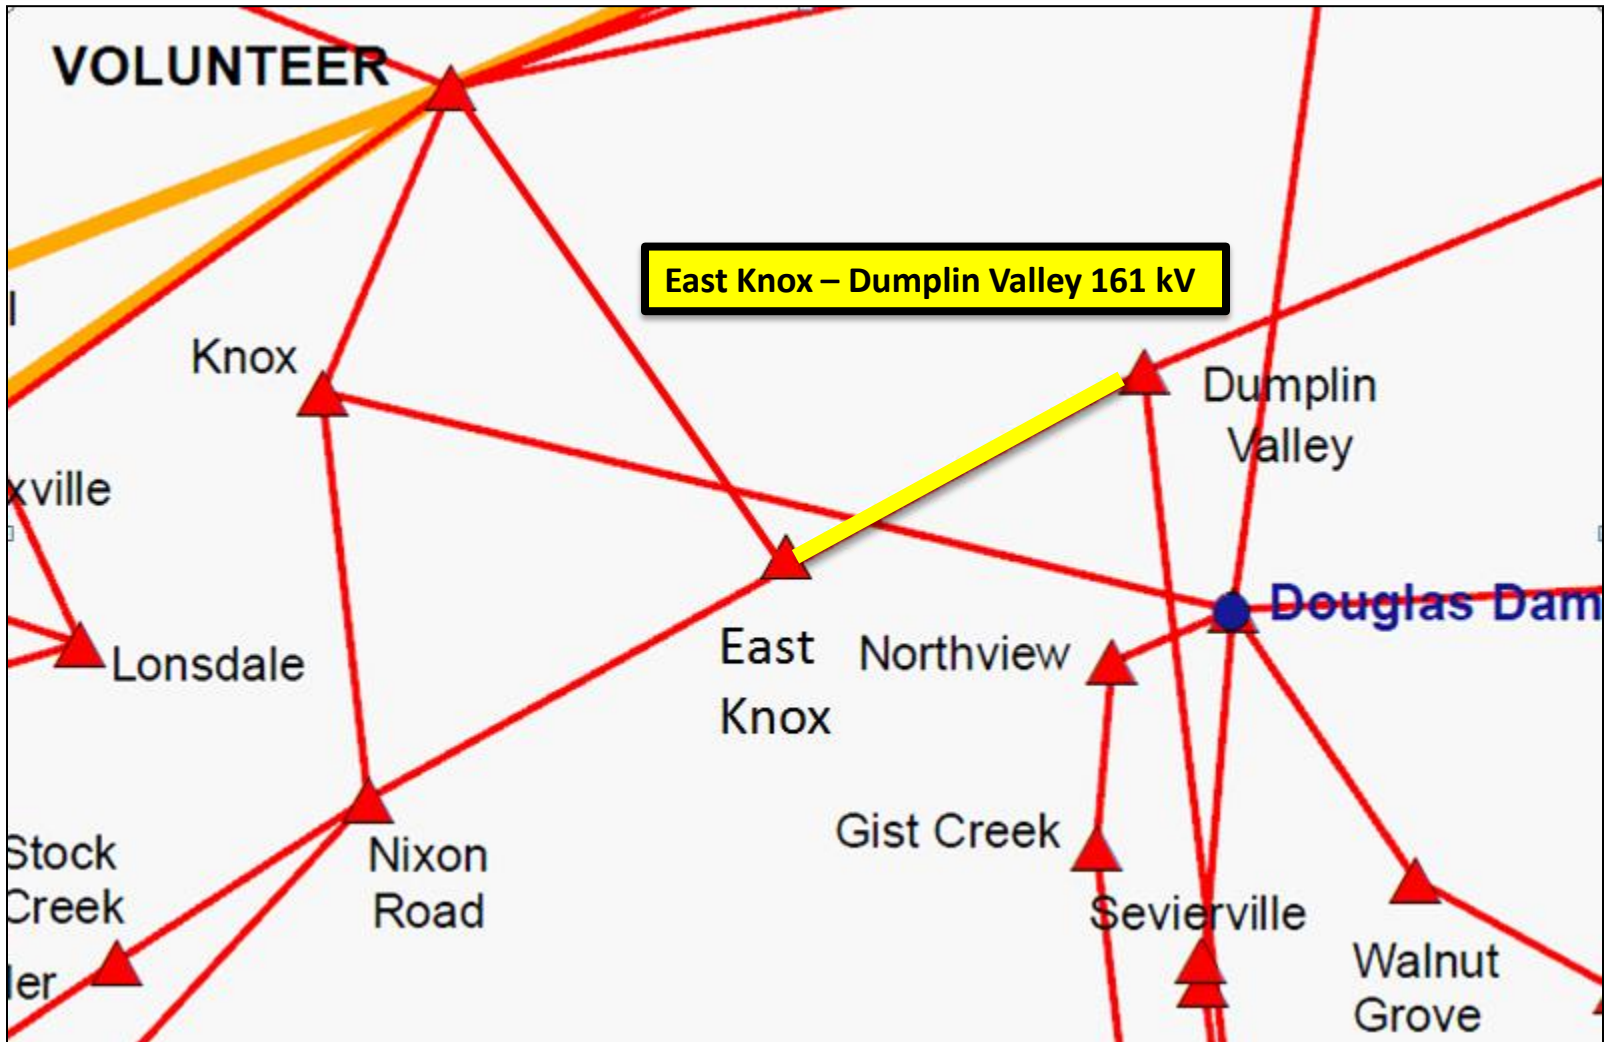 VOLUNTEER
East Knox – Dumplin Valley 161 kV
Knox
Dumplin
Valley
xville
Douglas Dam
East
Knox
Northview
Lonsdale
Gist Creek
Stock
Creek
Nixon
Road
Sevierville
Walnut
Grove
ler